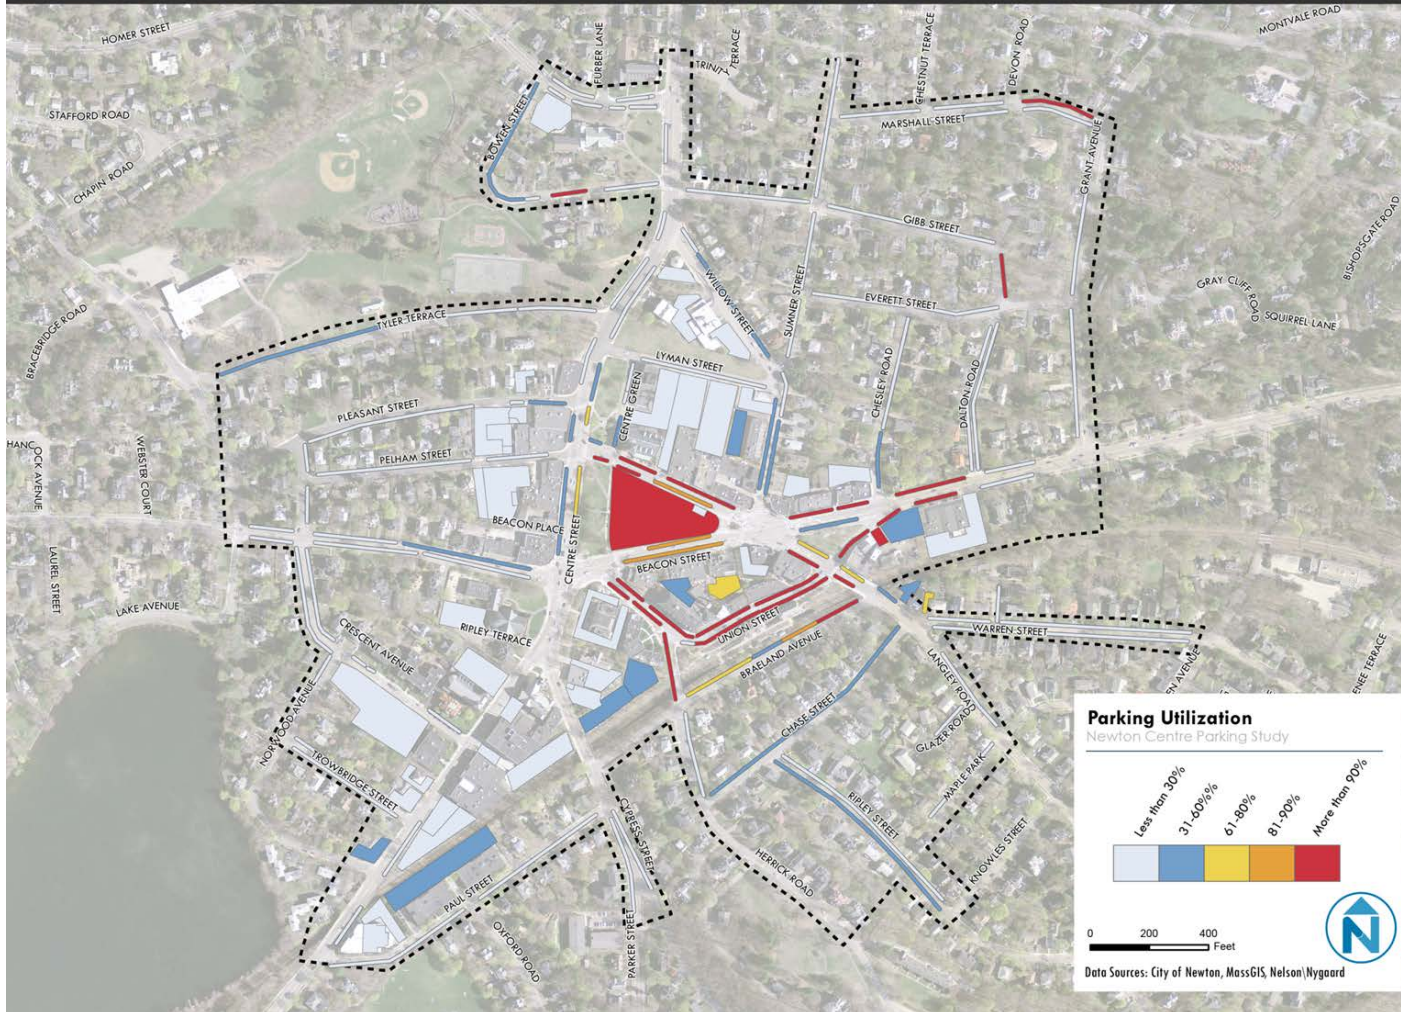 HOMER STREET
FURBER LANE
TRINITY TERRACE
CHESTNUT TERRACE
DEVON ROAD
MONTVALE ROAD
STAFFORD ROAD
CHAPIN ROAD
BOWEN STREET
MARSHALL STREET
GRANT AVENUE
BISHOPSGATE ROAD
GIBB STREET
BRACEBRIDGE ROAD
TYLER TERRACE
WILLOW STREET
SUMNER STREET
EVERETT STREET
GRAY CLIFF ROAD
SQUIRREL LANE
LYMAN STREET
PLEASANT STREET
CENTRE GREEN
CHESLEY ROAD
DALTON ROAD
HANCOCK AVENUE
WEBSTER COURT
PELHAM STREET
BEACON PLACE
CENTRE STREET
BEACON STREET
LAUREL STREET
LAKE AVENUE
CRESCENT AVENUE
RIPLEY TERRACE
UNION STREET
BRAELAND AVENUE
WARREN STREET
LANGLEY ROAD
EN AVENUE
ENEE TERRACE
NORWOOD AVENUE
CHASE STREET
GLAZER ROAD
TROWBRIDGE STREET
MAPLE PARK
RIPLEY STREET
CYPRESS STREET
HERRICK ROAD
KNOWLES STREET
PAUL STREET
OXFORD ROAD
PARKER STREET
Parking Utilization
Newton Centre Parking Study
Less than 30%
31-60%%
61-80%
81-90%
More than 90%
N
0 200 400
Feet
Data Sources: City of Newton, MassGIS, Nelson\Nygaard